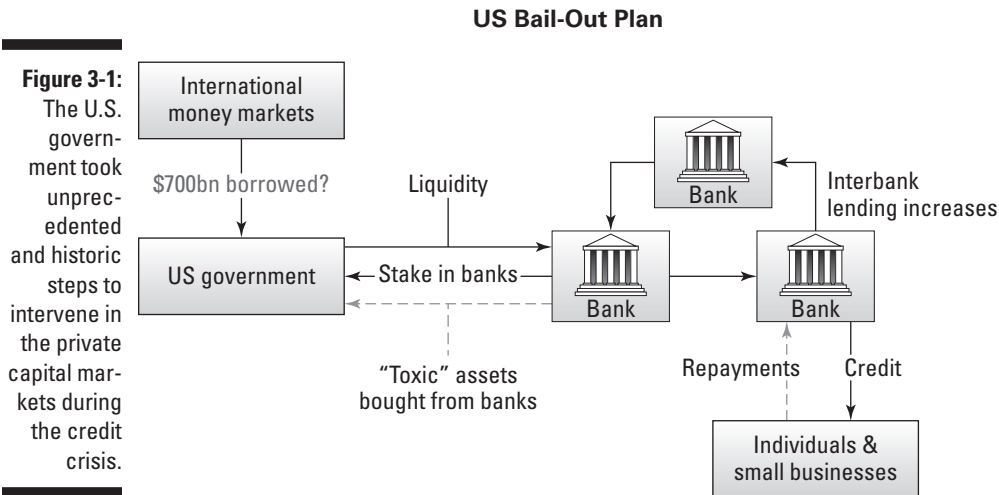 US Bail-Out Plan
Figure 3-1:
The U.S.
govern-
ment took
unprec-
edented
and historic
steps to
intervene in
the private
capital mar-
kets during
the credit
crisis.
International
money markets
$700bn borrowed?
US government
Liquidity
Stake in banks
"Toxic" assets
bought from banks
Bank
Bank
Bank
Interbank
lending increases
Repayments
Credit
Individuals &
small businesses